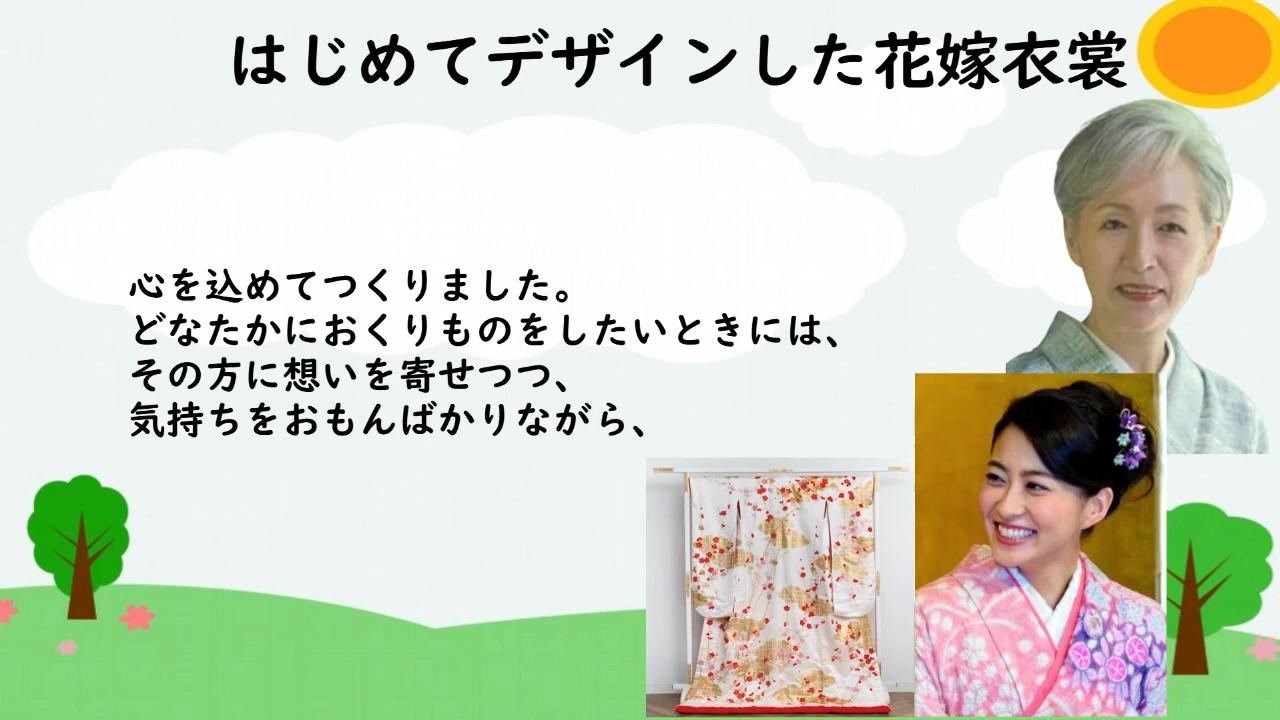 はじめてデザインした花嫁衣裳
心を込めてつくりました。
どなたかにおくりものをしたいときには、
その方に想いを寄せつつ、
気持ちをおもんばかりながら、